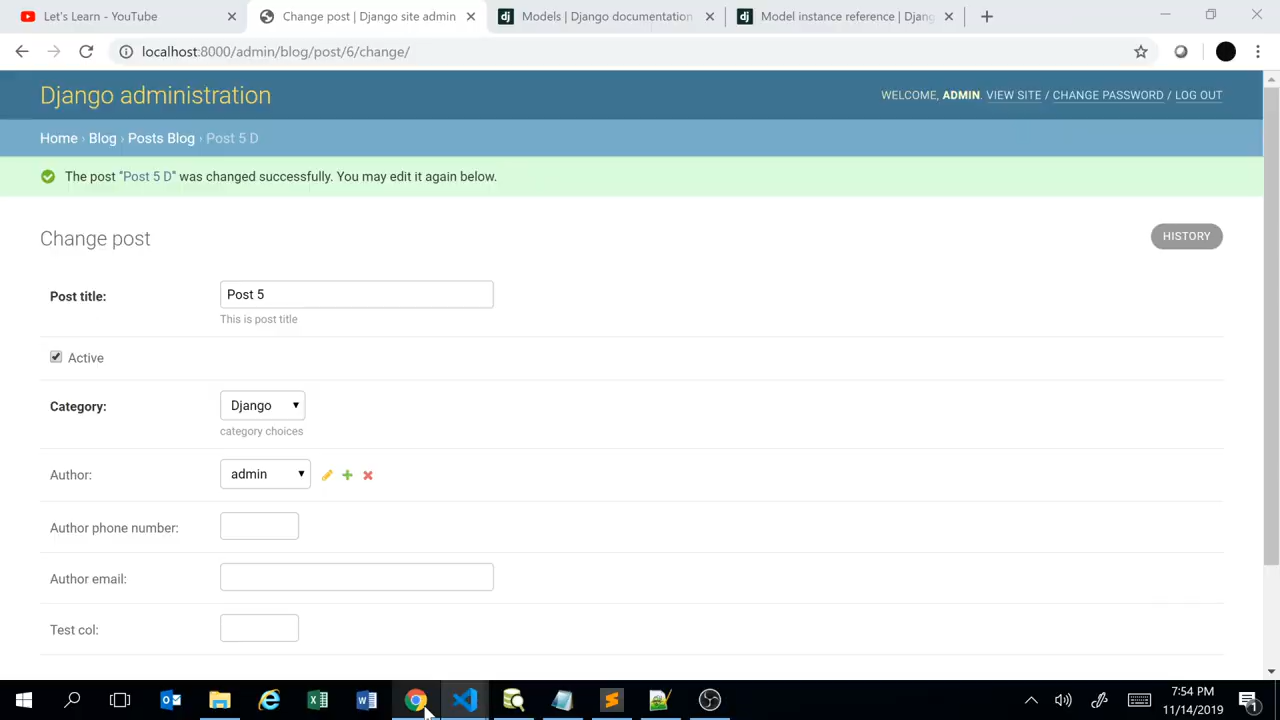 Let's Learn - YouTube
Change post | Django site admin
Models | Django documentation
Model instance reference | Djang
localhost:8000/admin/blog/post/6/change/
Django administration
WELCOME, ADMIN. VIEW SITE / CHANGE PASSWORD / LOG OUT
Home › Blog › Posts Blog › Post 5 D
The post “Post 5 D” was changed successfully. You may edit it again below.
Change post
HISTORY
Post title:
Post 5
This is post title
Active
Category:
Django
category choices
Author:
admin
Author phone number:
Author email:
Test col:
7:54 PM
11/14/2019
1